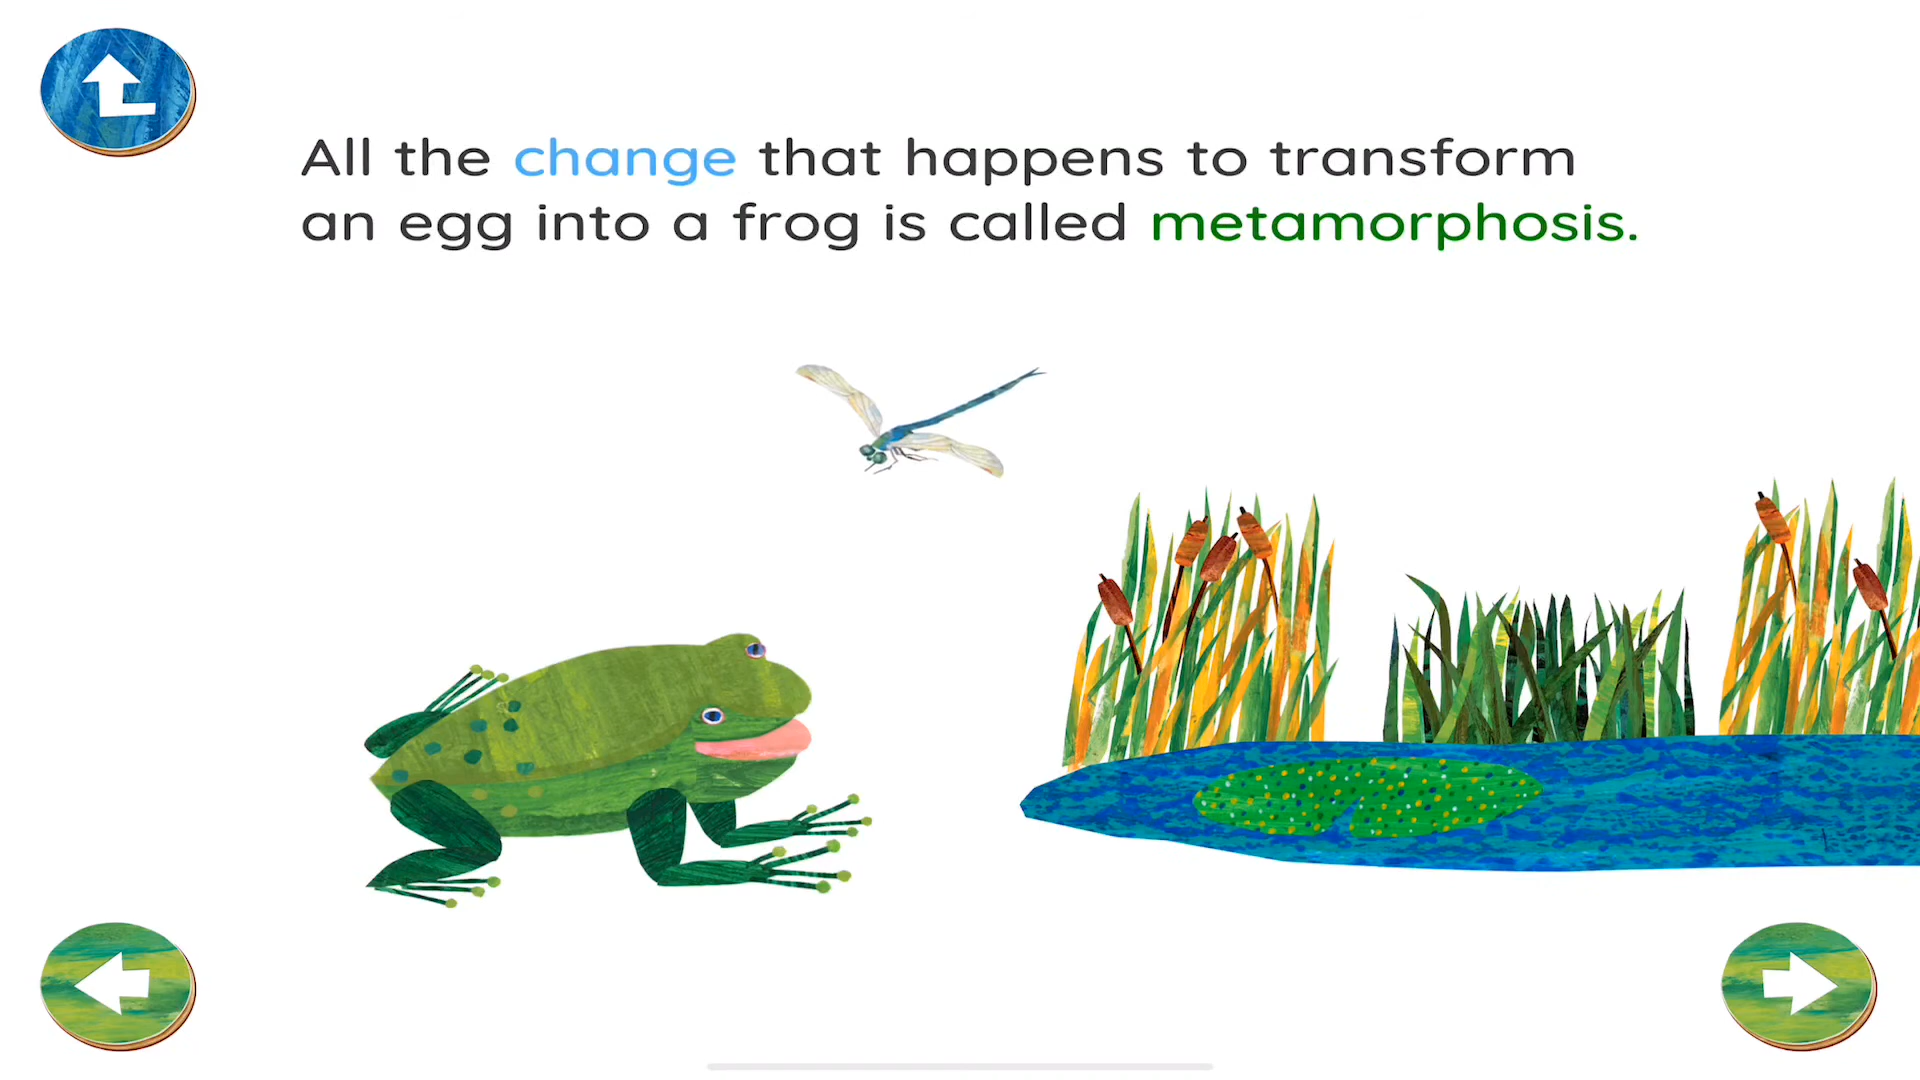 All the change that happens to transform
an egg into a frog is called metamorphosis.